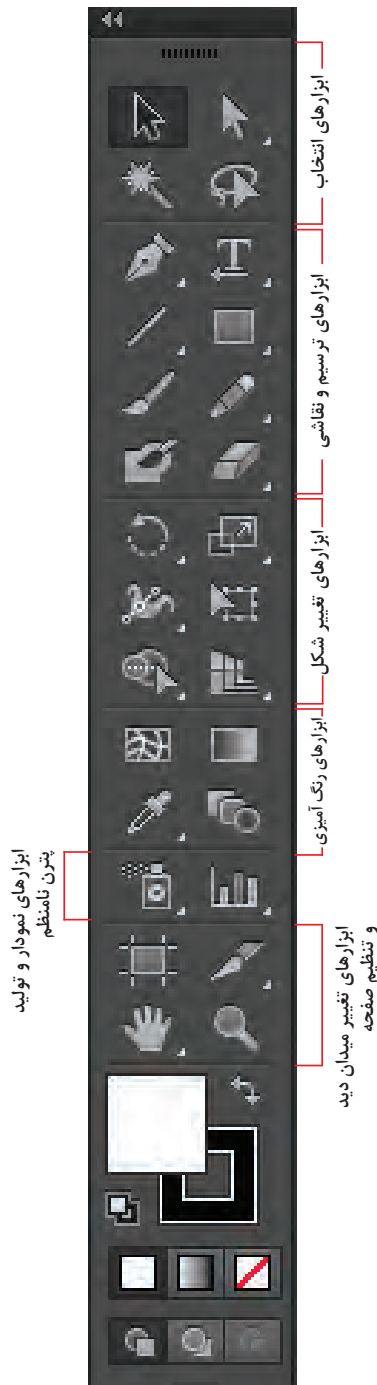 ابزارهای انتخاب
ابزارهای ترسیم و نقاشی
ابزارهای تغییر شکل
ابزارهای رنگ آمیزی
ابزارهای نمودار و تولید
پترن نامنظم
ابزارهای تغییر میدان دید
و تنظیم صفحه